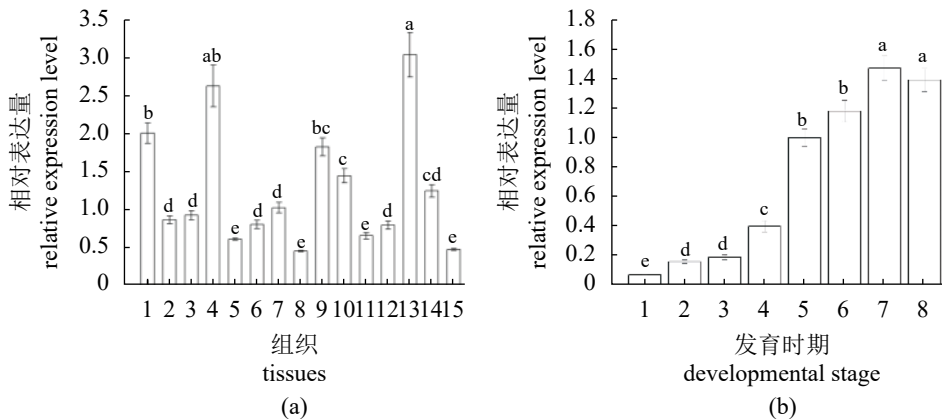 3.5
3.0
2.5
2.0
1.5
1.0
0.5
0
相对表达量
relative expression level
b
d
d
ab
e
d
d
e
bc
c
e
d
a
cd
e
1 2 3 4 5 6 7 8 9 10 11 12 13 14 15
组织
tissues
(a)
1.8
1.6
1.4
1.2
1.0
0.8
0.6
0.4
0.2
0
相对表达量
relative expression level
e
d
d
c
b
b
a
a
1 2 3 4 5 6 7 8
发育时期
developmental stage
(b)